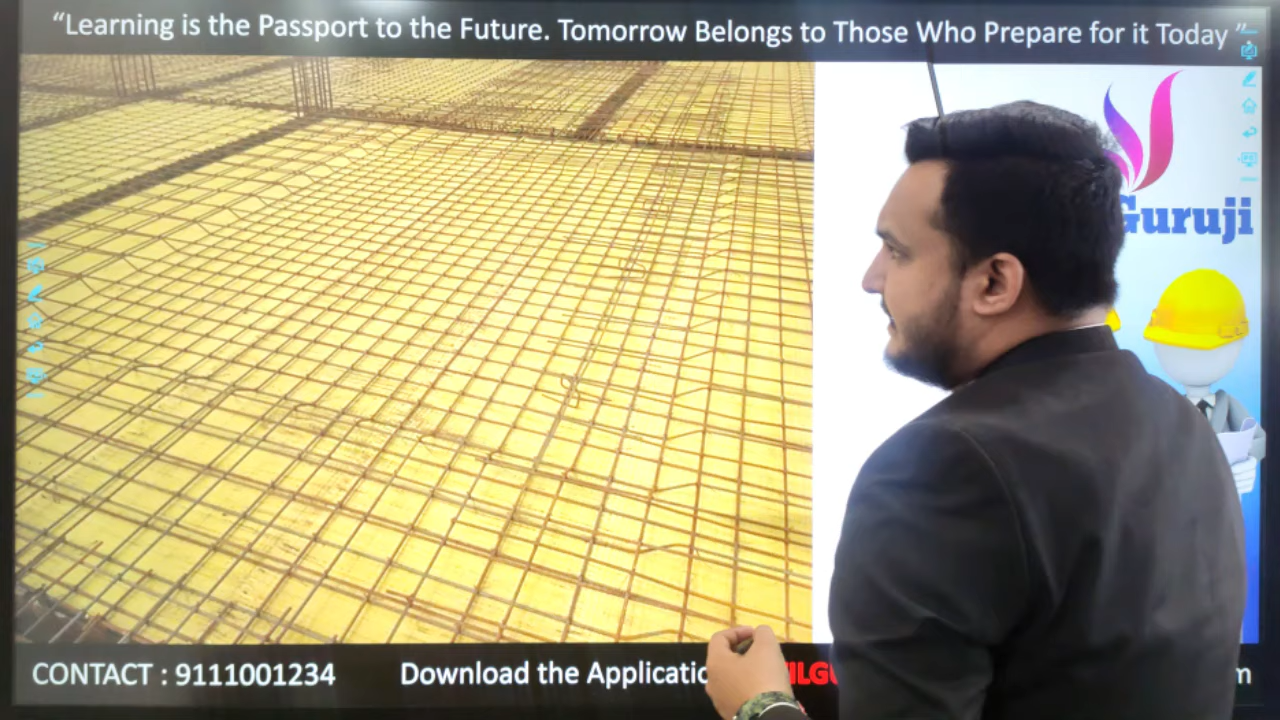 “Learning is the Passport to the Future. Tomorrow Belongs to Those Who Prepare for it Today ”
Guruji
CONTACT : 9111001234
Download the Applicatio